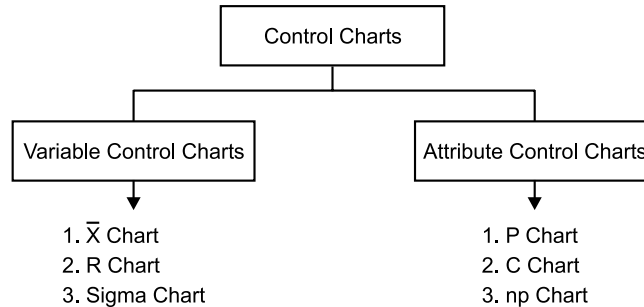 Control Charts
Variable Control Charts
Attribute Control Charts
1. X̅ Chart
2. R Chart
3. Sigma Chart
1. P Chart
2. C Chart
3. np Chart